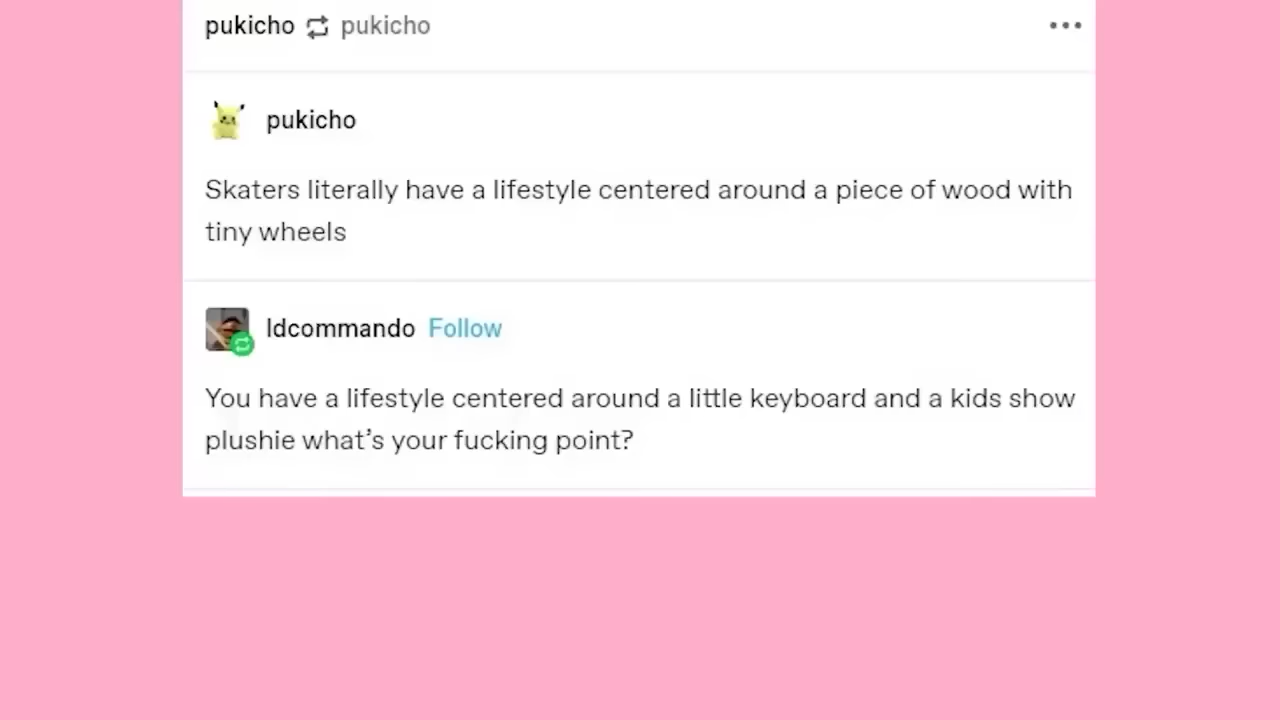 pukicho pukicho
pukicho
Skaters literally have a lifestyle centered around a piece of wood with
tiny wheels
ldcommando Follow
You have a lifestyle centered around a little keyboard and a kids show
plushie what’s your fucking point?